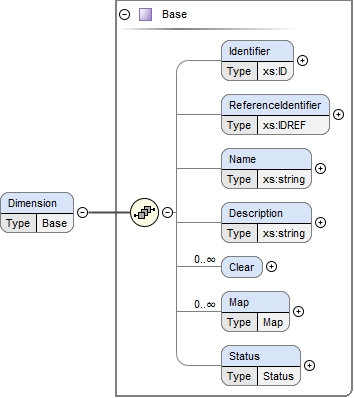 Base
Identifier
Type xs:ID
ReferenceIdentifier
Type xs:IDREF
Name
Type xs:string
Dimension
Type Base
Description
Type xs:string
0..∞
Clear
0..∞
Map
Type Map
Status
Type Status